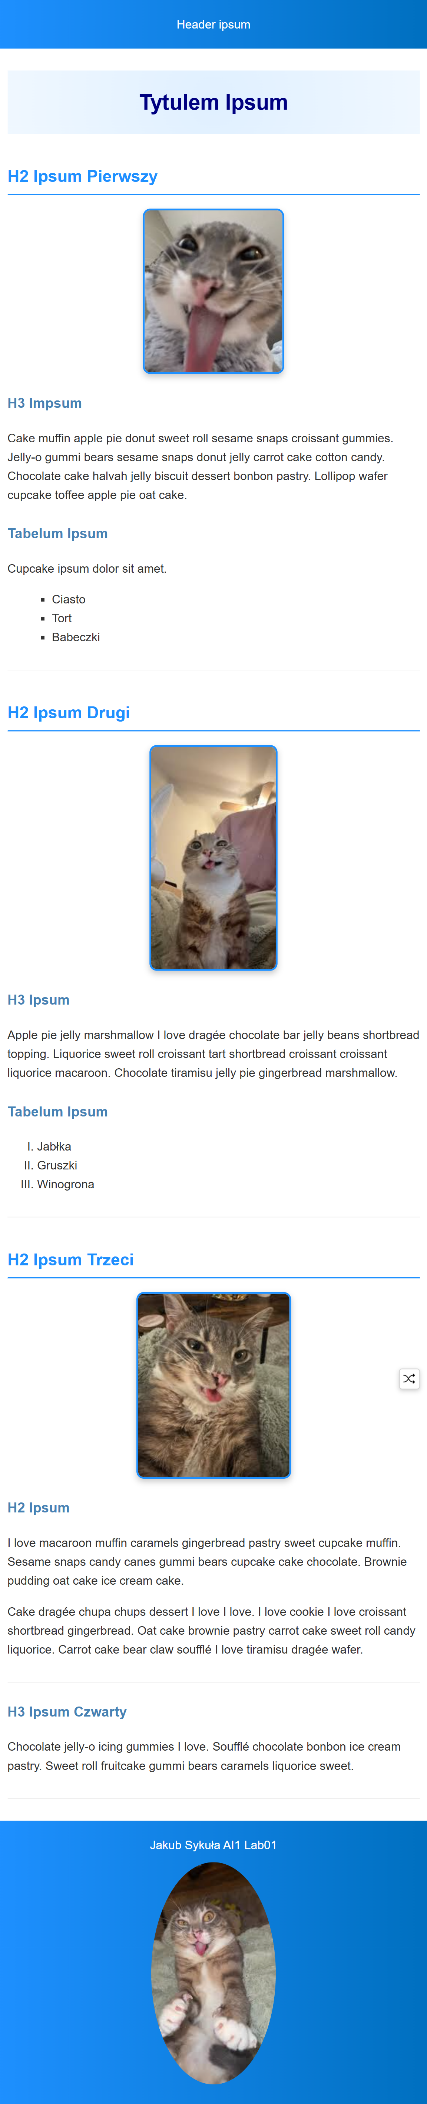 Header ipsum
Tytulem Ipsum
H2 Ipsum Pierwszy
H3 Impsum
Cake muffin apple pie donut sweet roll sesame snaps croissant gummies.
Jelly-o gummi bears sesame snaps donut jelly carrot cake cotton candy.
Chocolate cake halvah jelly biscuit dessert bonbon pastry. Lollipop wafer
cupcake toffee apple pie oat cake.
Tabelum Ipsum
Cupcake ipsum dolor sit amet.
▪ Ciasto
▪ Tort
▪ Babeczki
H2 Ipsum Drugi
H3 Ipsum
Apple pie jelly marshmallow I love dragée chocolate bar jelly beans shortbread
topping. Liquorice sweet roll croissant tart shortbread croissant croissant
liquorice macaroon. Chocolate tiramisu jelly pie gingerbread marshmallow.
Tabelum Ipsum
I. Jabłka
II. Gruszki
III. Winogrona
H2 Ipsum Trzeci
H2 Ipsum
I love macaroon muffin caramels gingerbread pastry sweet cupcake muffin.
Sesame snaps candy canes gummi bears cupcake cake chocolate. Brownie
pudding oat cake ice cream cake.
Cake dragée chupa chups dessert I love I love. I love cookie I love croissant
shortbread gingerbread. Oat cake brownie pastry carrot cake sweet roll candy
liquorice. Carrot cake bear claw soufflé I love tiramisu dragée wafer.
H3 Ipsum Czwarty
Chocolate jelly-o icing gummies I love. Soufflé chocolate bonbon ice cream
pastry. Sweet roll fruitcake gummi bears caramels liquorice sweet.
Jakub Sykuła AI1 Lab01